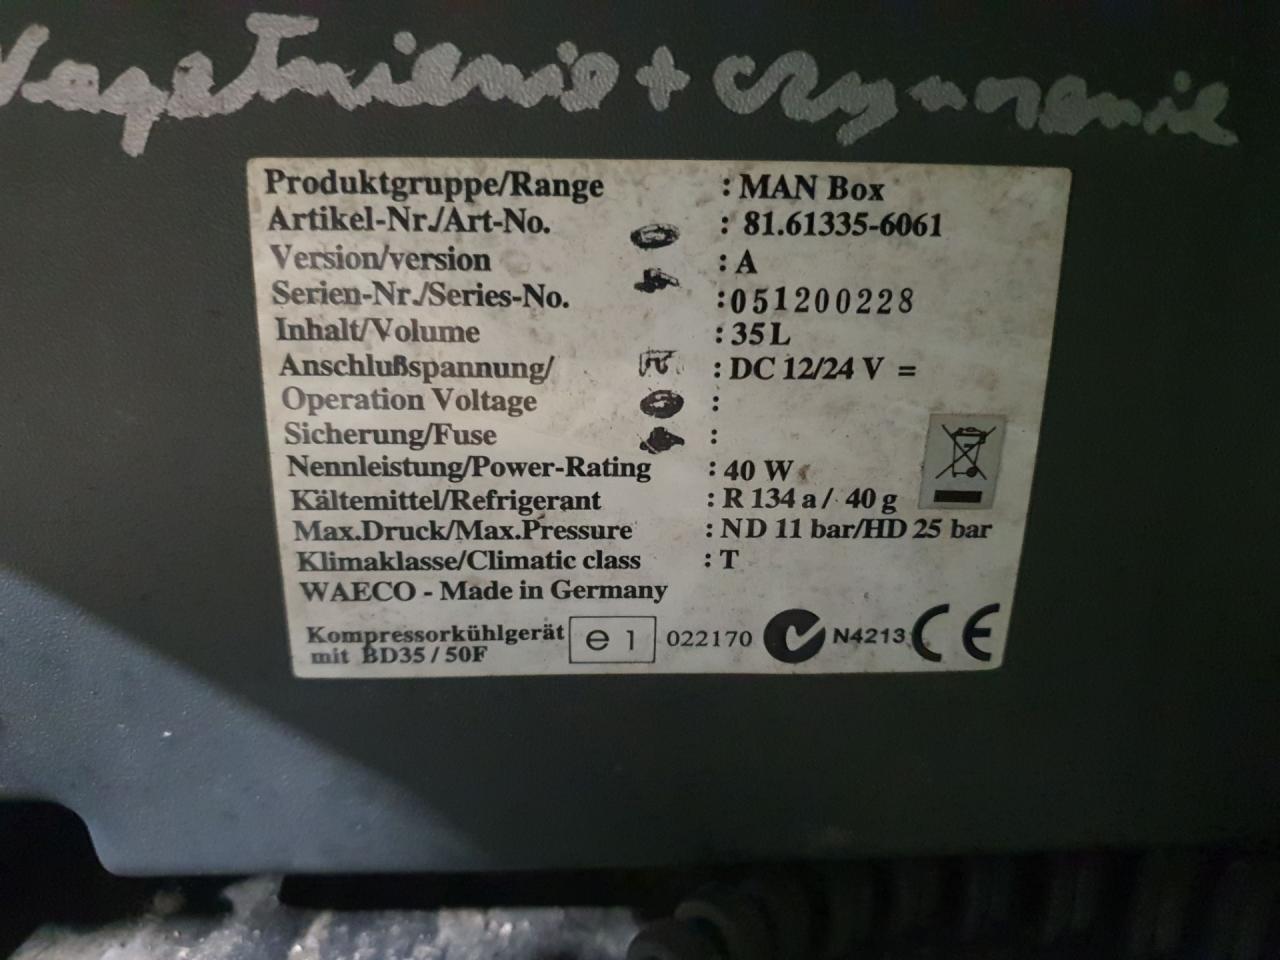 Produktgruppe/Range : MAN Box
Artikel-Nr./Art-No. : 81.61335-6061
Version/version : A
Serien-Nr./Series-No. :051200228
Inhalt/Volume : 35 L
Anschlußspannung/ : DC 12/24 V =
Operation Voltage :
Sicherung/Fuse :
Nennleistung/Power-Rating : 40 W
Kältemittel/Refrigerant : R 134 a / 40 g
Max.Druck/Max.Pressure : ND 11 bar/HD 25 bar
Klimaklasse/Climatic class : T
WAECO - Made in Germany
Kompressorkühlgerät e 1 022170 N4213 CE
mit BD35 / 50F